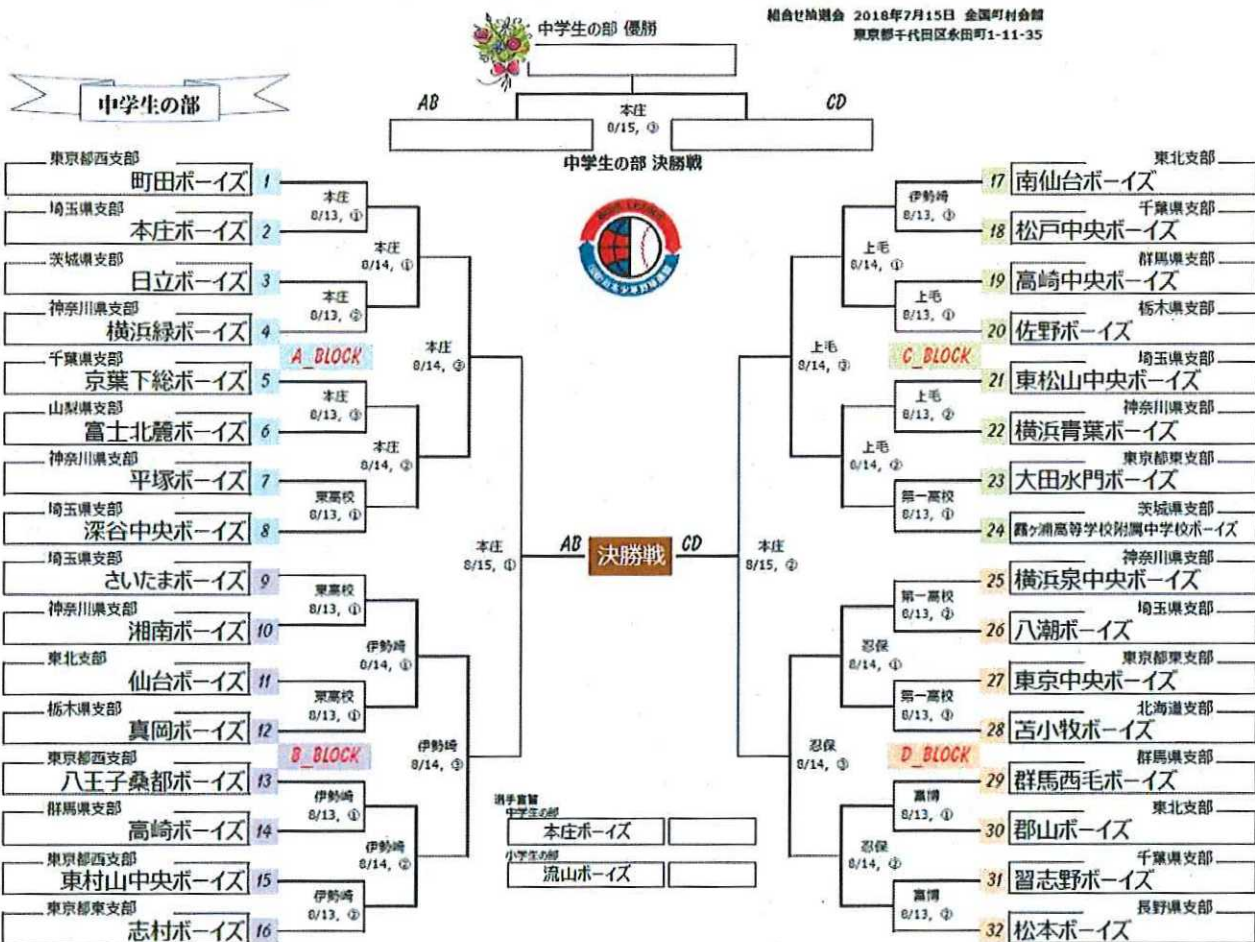 組合せ抽選会 2018年7月15日 全国町村会館
東京都千代田区永田町1-11-35
中学生の部 優勝
中学生の部
AB
本庄
8/15, ③
CD
中学生の部 決勝戦
東京都西支部
町田ボーイズ 1
本庄
8/13, ①
埼玉県支部
本庄ボーイズ 2
本庄
8/14, ①
茨城県支部
日立ボーイズ 3
本庄
8/13, ②
神奈川県支部
横浜緑ボーイズ 4
A_BLOCK
本庄
8/14, ③
千葉県支部
京葉下総ボーイズ 5
本庄
8/13, ③
山梨県支部
富士北麓ボーイズ 6
本庄
8/14, ②
神奈川県支部
平塚ボーイズ 7
東高校
8/13, ①
埼玉県支部
深谷中央ボーイズ 8
本庄
8/15, ①
埼玉県支部
さいたまボーイズ 9
東高校
8/13, ①
神奈川県支部
湘南ボーイズ 10
伊勢崎
8/14, ①
東北支部
仙台ボーイズ 11
東高校
8/13, ①
栃木県支部
真岡ボーイズ 12
B_BLOCK
伊勢崎
8/14, ③
東京都西支部
八王子桑都ボーイズ 13
伊勢崎
8/13, ①
群馬県支部
高崎ボーイズ 14
伊勢崎
8/14, ②
東京都西支部
東村山中央ボーイズ 15
伊勢崎
8/13, ②
東京都東支部
志村ボーイズ 16
AB 決勝戦 CD
選手宣誓
中学生の部
本庄ボーイズ
小学生の部
流山ボーイズ
東北支部
17 南仙台ボーイズ
伊勢崎
8/13, ③
千葉県支部
18 松戸中央ボーイズ
上毛
8/14, ①
群馬県支部
19 高崎中央ボーイズ
上毛
8/13, ①
栃木県支部
20 佐野ボーイズ
上毛
8/14, ③
C_BLOCK
埼玉県支部
21 東松山中央ボーイズ
上毛
8/13, ②
神奈川県支部
22 横浜青葉ボーイズ
上毛
8/14, ②
東京都東支部
23 大田水門ボーイズ
第一高校
8/13, ①
茨城県支部
24 霞ヶ浦高等学校附属中学校ボーイズ
本庄
8/15, ②
神奈川県支部
25 横浜泉中央ボーイズ
第一高校
8/13, ②
埼玉県支部
26 八潮ボーイズ
忍保
8/14, ①
東京都東支部
27 東京中央ボーイズ
第一高校
8/13, ③
北海道支部
28 苫小牧ボーイズ
忍保
8/14, ③
D_BLOCK
群馬県支部
29 群馬西毛ボーイズ
富博
8/13, ①
東北支部
30 郡山ボーイズ
忍保
8/14, ②
千葉県支部
31 習志野ボーイズ
富博
8/13, ②
長野県支部
32 松本ボーイズ